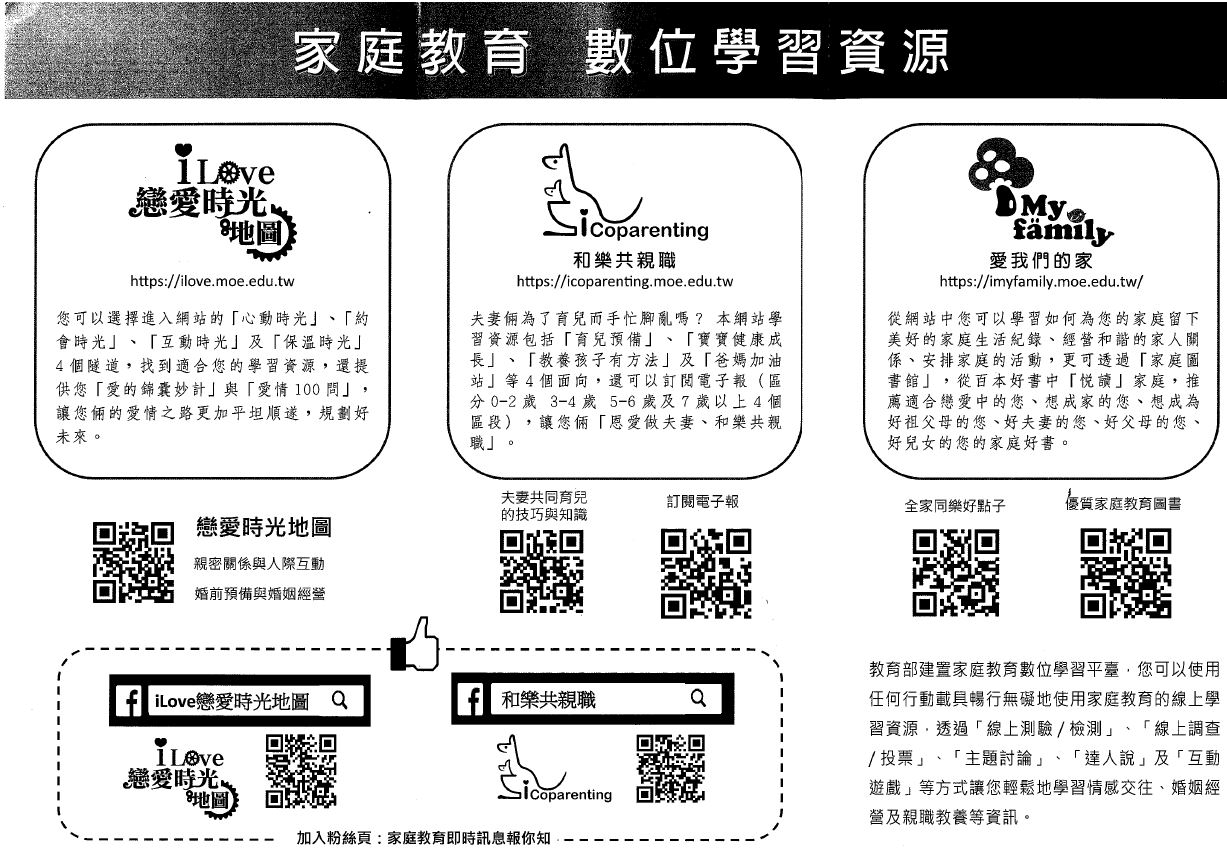 家庭教育 數位學習資源
iLove
戀愛時光
地圖
https://ilove.moe.edu.tw
您可以選擇進入網站的「心動時光」、「約
會時光」、「互動時光」及「保溫時光」
4個隧道，找到適合您的學習資源，還提
供您「愛的錦囊妙計」與「愛情100問」，
讓您倆的愛情之路更加平坦順遂，規劃好
未來。
iCoparenting
和樂共親職
https://icoparenting.moe.edu.tw
夫妻倆為了育兒而手忙腳亂嗎？本網站學
習資源包括「育兒預備」、「寶寶健康成
長」、「教養孩子有方法」及「爸媽加油
站」等4個面向，還可以訂閱電子報（區
分0-2歲 3-4歲 5-6歲及7歲以上4個
區段），讓您倆「恩愛做夫妻、和樂共親
職」。
iMy
fämily
愛我們的家
https://imyfamily.moe.edu.tw/
從網站中您可以學習如何為您的家庭留下
美好的家庭生活紀錄、經營和諧的家人關
係、安排家庭的活動，更可透過「家庭圖
書館」，從百本好書中「悅讀」家庭，推
薦適合戀愛中的您、想成家的您、想成為
好祖父母的您、好夫妻的您、好父母的您、
好兒女的您的家庭好書。
戀愛時光地圖
親密關係與人際互動
婚前預備與婚姻經營
夫妻共同育兒
的技巧與知識
訂閱電子報
全家同樂好點子
優質家庭教育圖書
f iLove戀愛時光地圖
iLove
戀愛時光
地圖
f 和樂共親職
iCoparenting
加入粉絲頁：家庭教育即時訊息報你知
教育部建置家庭教育數位學習平臺，您可以使用
任何行動載具暢行無礙地使用家庭教育的線上學
習資源，透過「線上測驗/檢測」、「線上調查
/投票」、「主題討論」、「達人說」及「互動
遊戲」等方式讓您輕鬆地學習情感交往、婚姻經
營及親職教養等資訊。